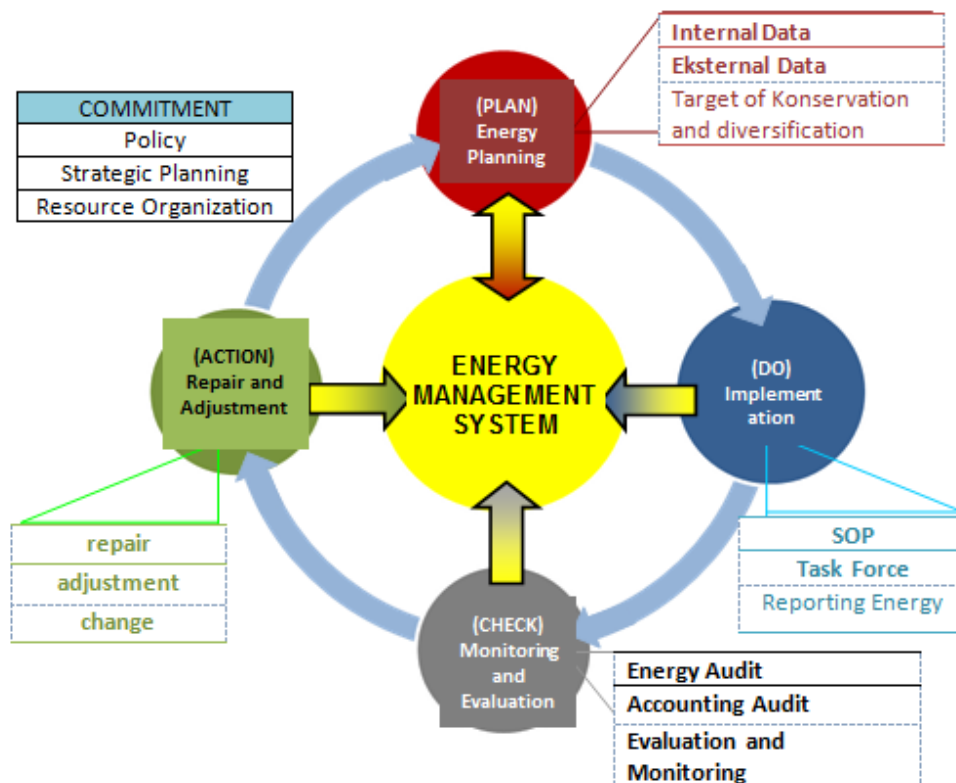 Internal Data
Eksternal Data
Target of Konservation
and diversification
COMMITMENT
Policy
Strategic Planning
Resource Organization
(PLAN)
Energy
Planning
(ACTION)
Repair and
Adjustment
ENERGY
MANAGEMENT
SYSTEM
(DO)
Implement
ation
repair
adjustment
change
SOP
Task Force
Reporting Energy
(CHECK)
Monitoring
and
Evaluation
Energy Audit
Accounting Audit
Evaluation and
Monitoring